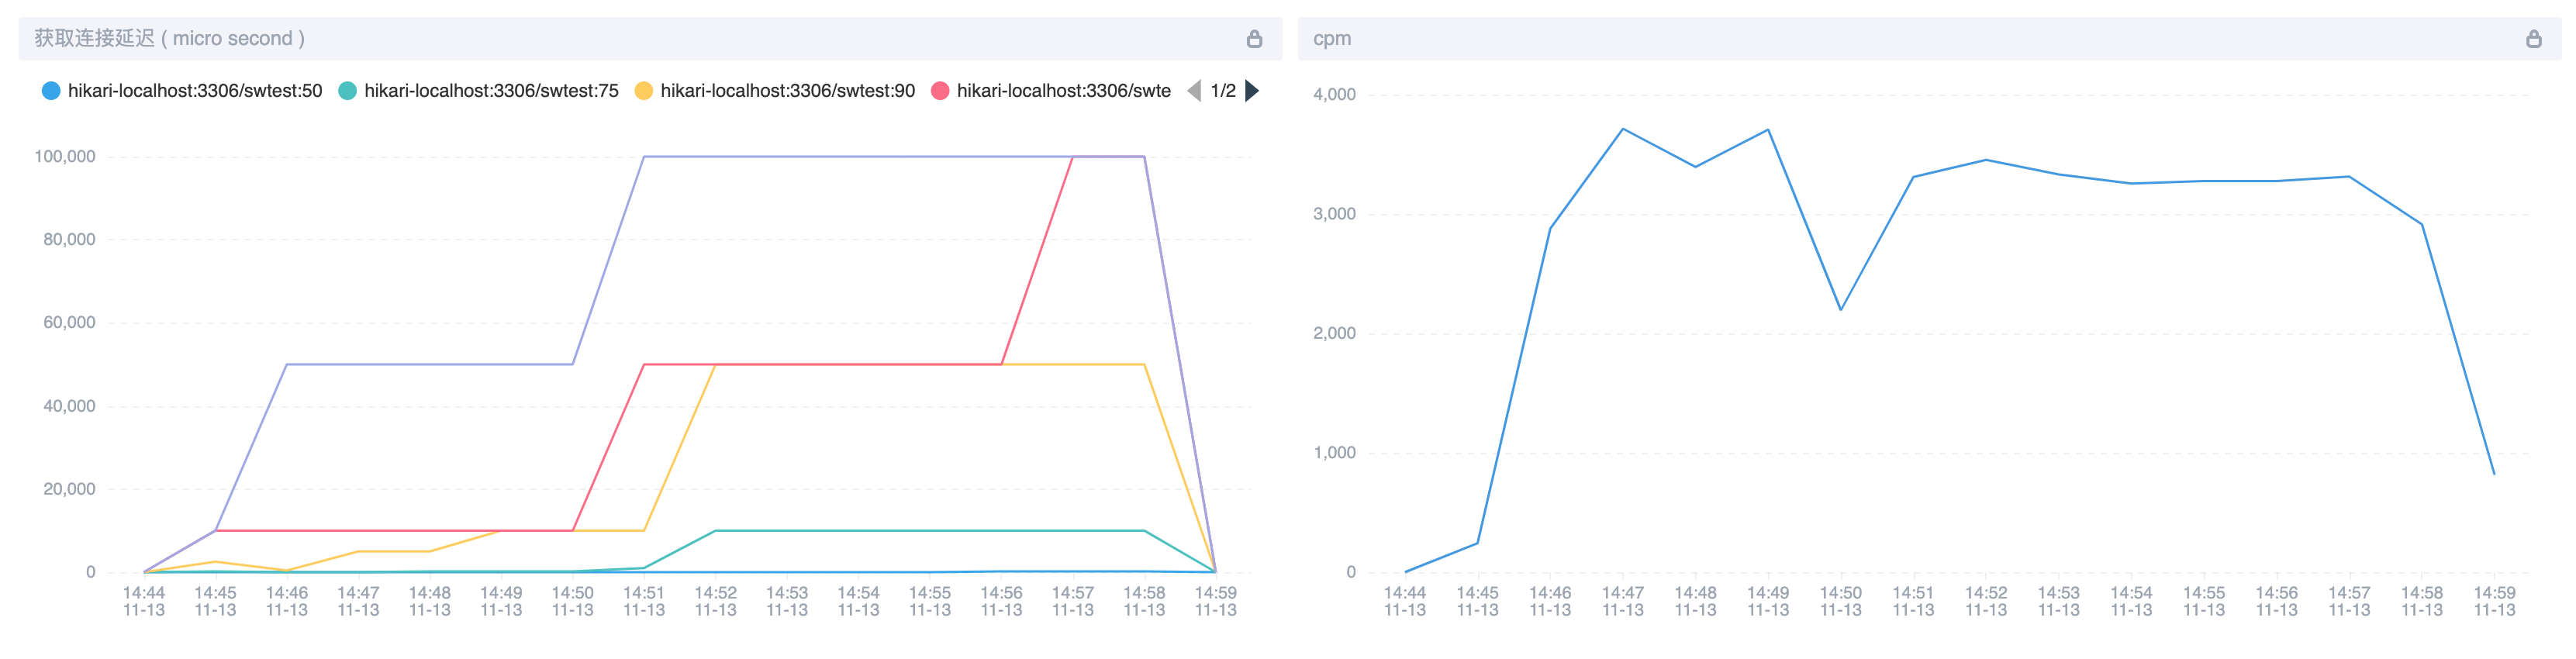 获取连接延迟 ( micro second )
hikari-localhost:3306/swtest:50 hikari-localhost:3306/swtest:75 hikari-localhost:3306/swtest:90 hikari-localhost:3306/swte 1/2
100,000
80,000
60,000
40,000
20,000
0
14:44 14:45 14:46 14:47 14:48 14:49 14:50 14:51 14:52 14:53 14:54 14:55 14:56 14:57 14:58 14:59
11-13 11-13 11-13 11-13 11-13 11-13 11-13 11-13 11-13 11-13 11-13 11-13 11-13 11-13 11-13 11-13
cpm
4,000
3,000
2,000
1,000
0
14:44 14:45 14:46 14:47 14:48 14:49 14:50 14:51 14:52 14:53 14:54 14:55 14:56 14:57 14:58 14:59
11-13 11-13 11-13 11-13 11-13 11-13 11-13 11-13 11-13 11-13 11-13 11-13 11-13 11-13 11-13 11-13